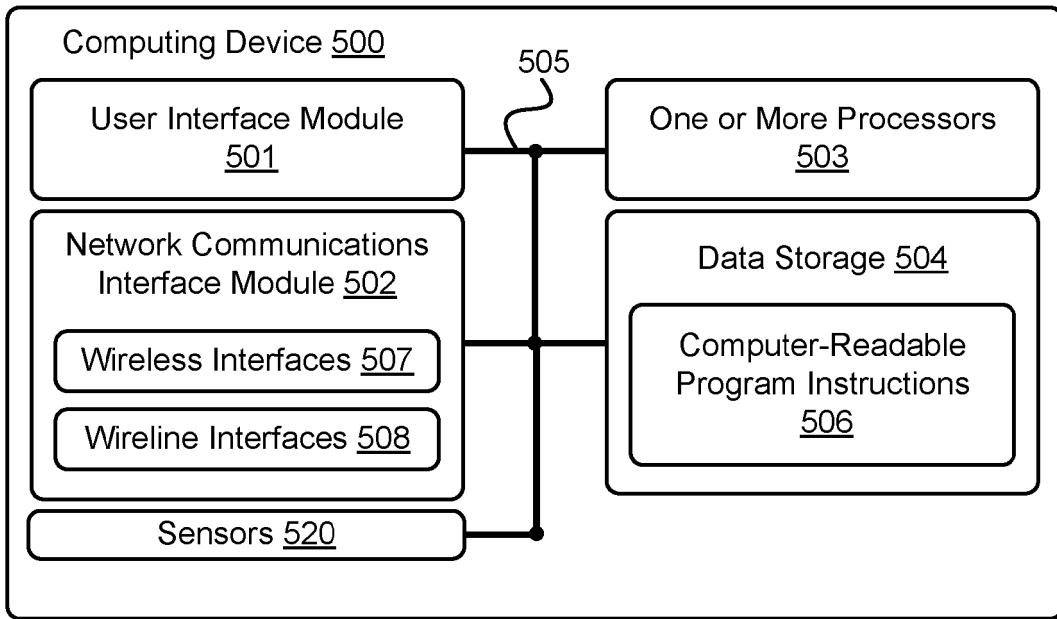 Computing Device 500
505
User Interface Module
501
One or More Processors
503
Network Communications
Interface Module 502
Wireless Interfaces 507
Wireline Interfaces 508
Data Storage 504
Computer-Readable
Program Instructions
506
Sensors 520